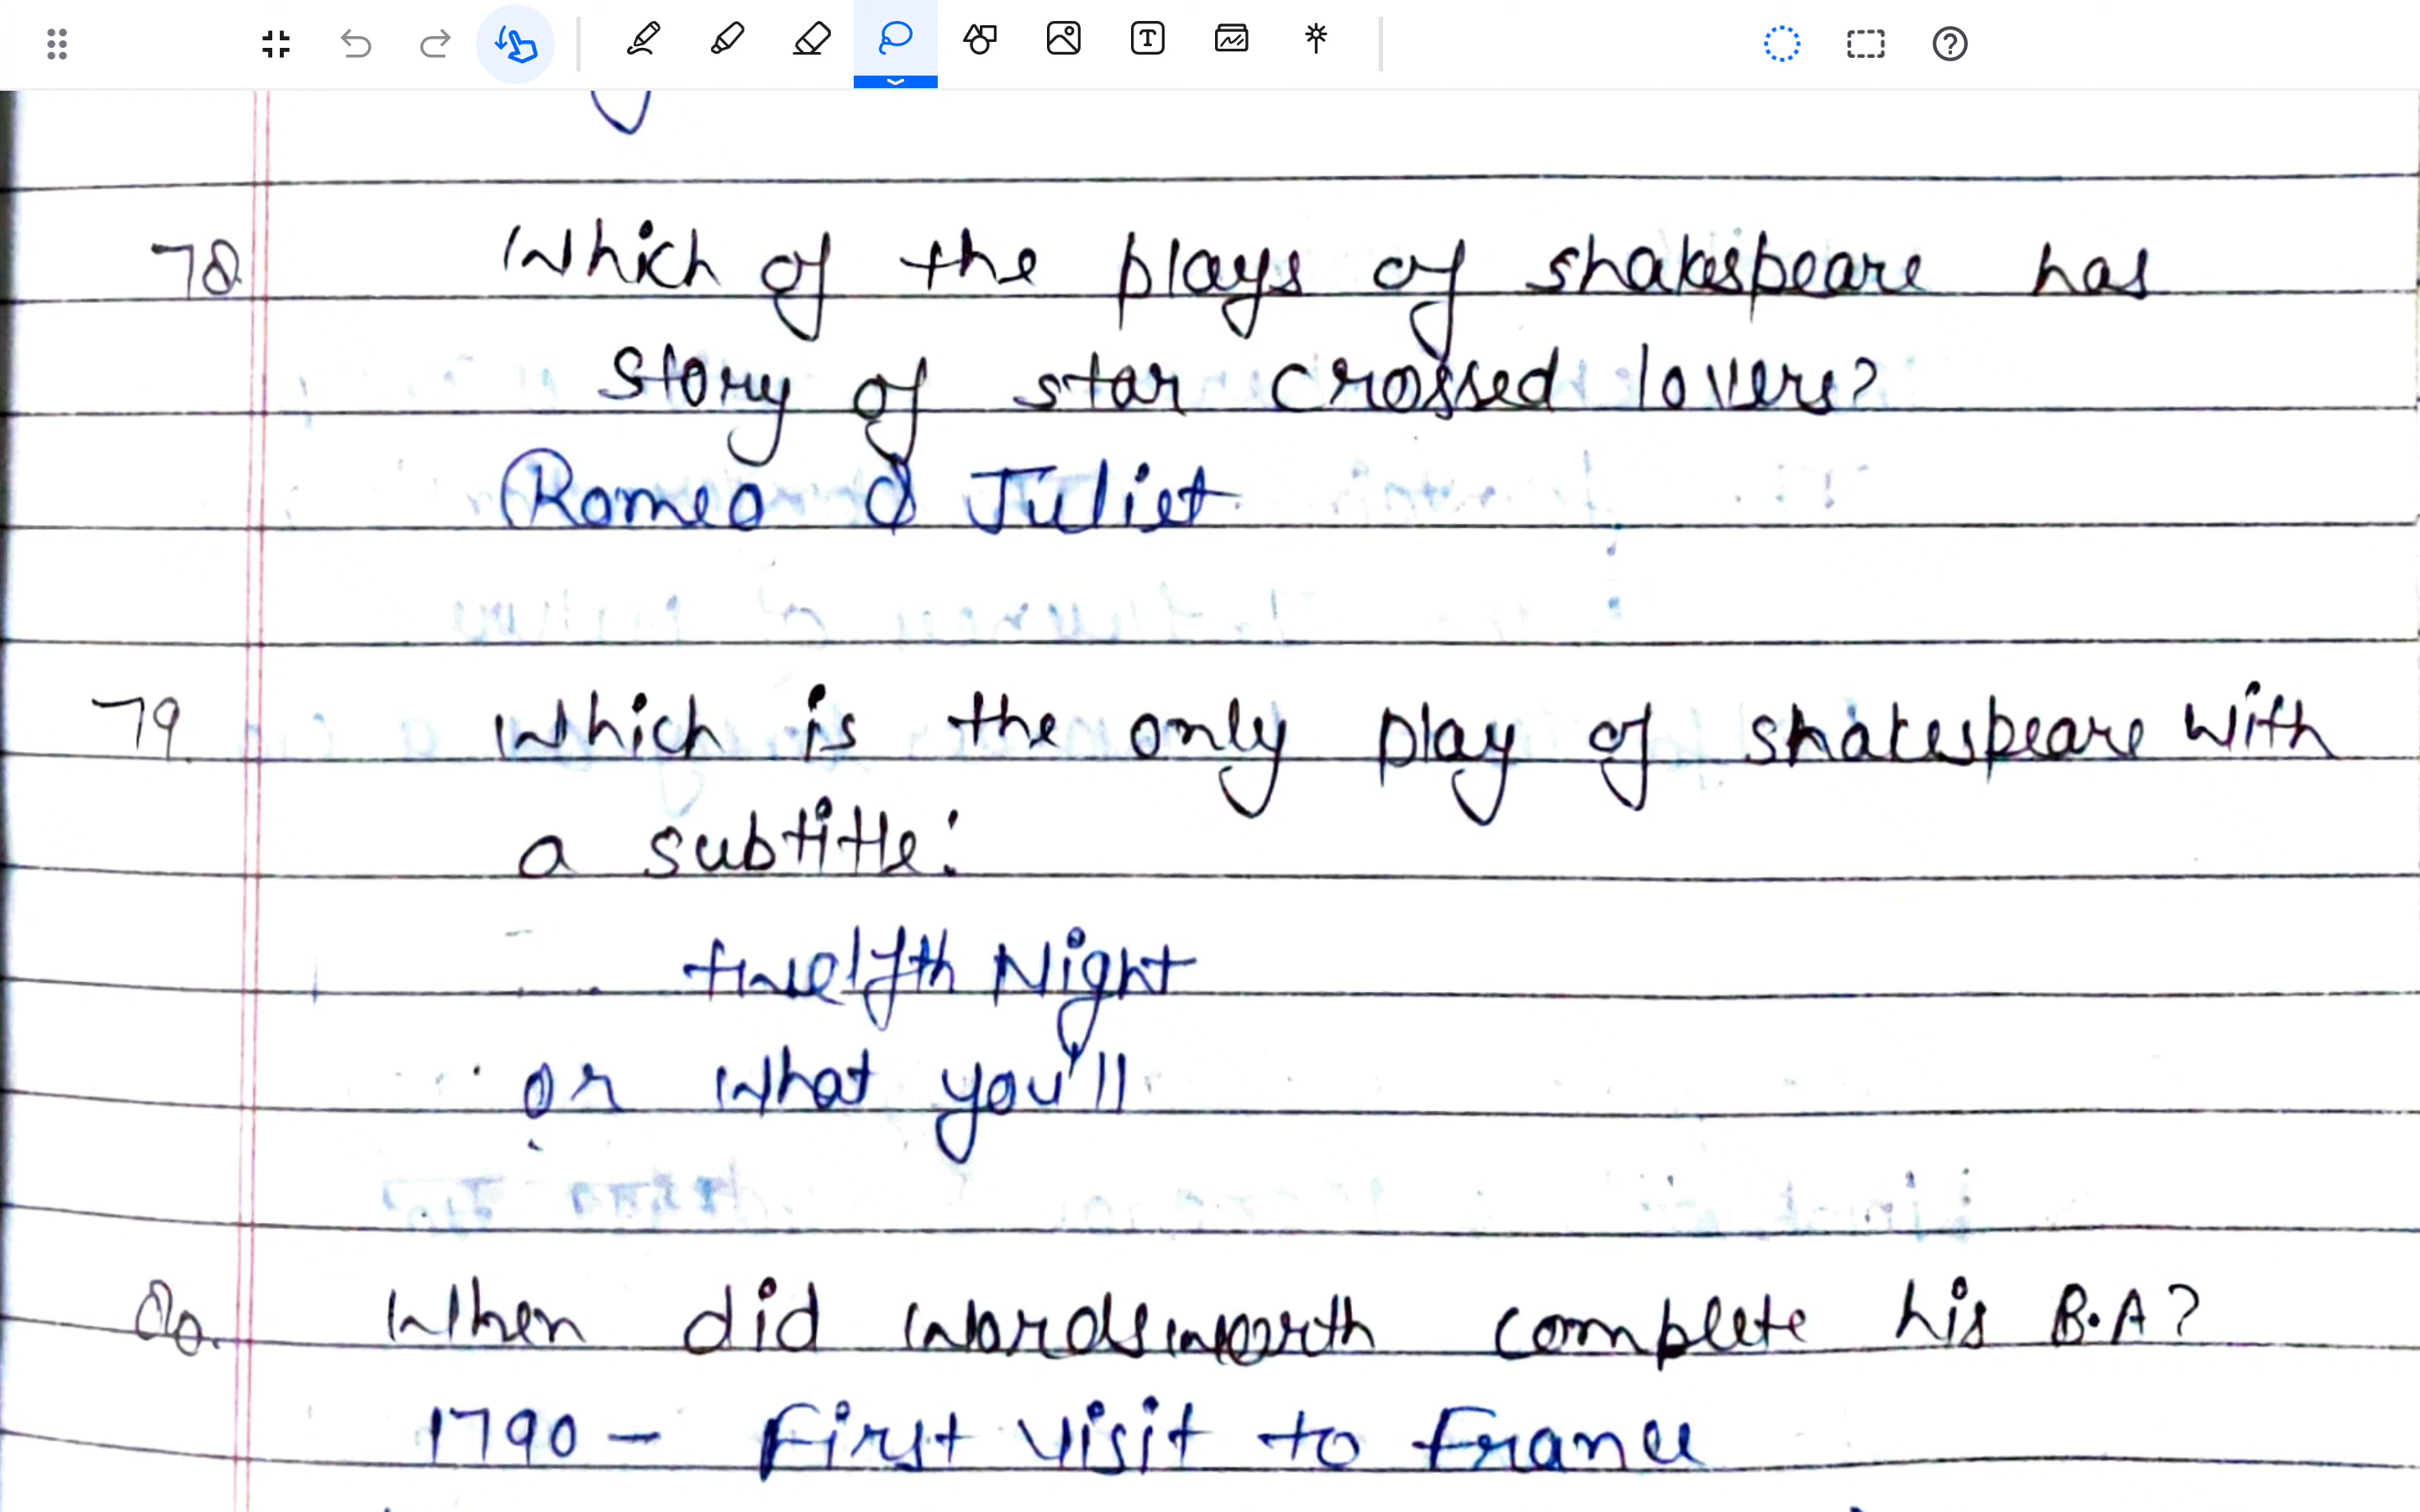 78. Which of the plays of shakespeare has
story of star crossed lovers?
Romeo & Juliet.
79. Which is the only play of shakespeare with
a subtitle:
twelfth Night
or what you'll
80. When did wordsworth complete his B.A?
1790 - First visit to France